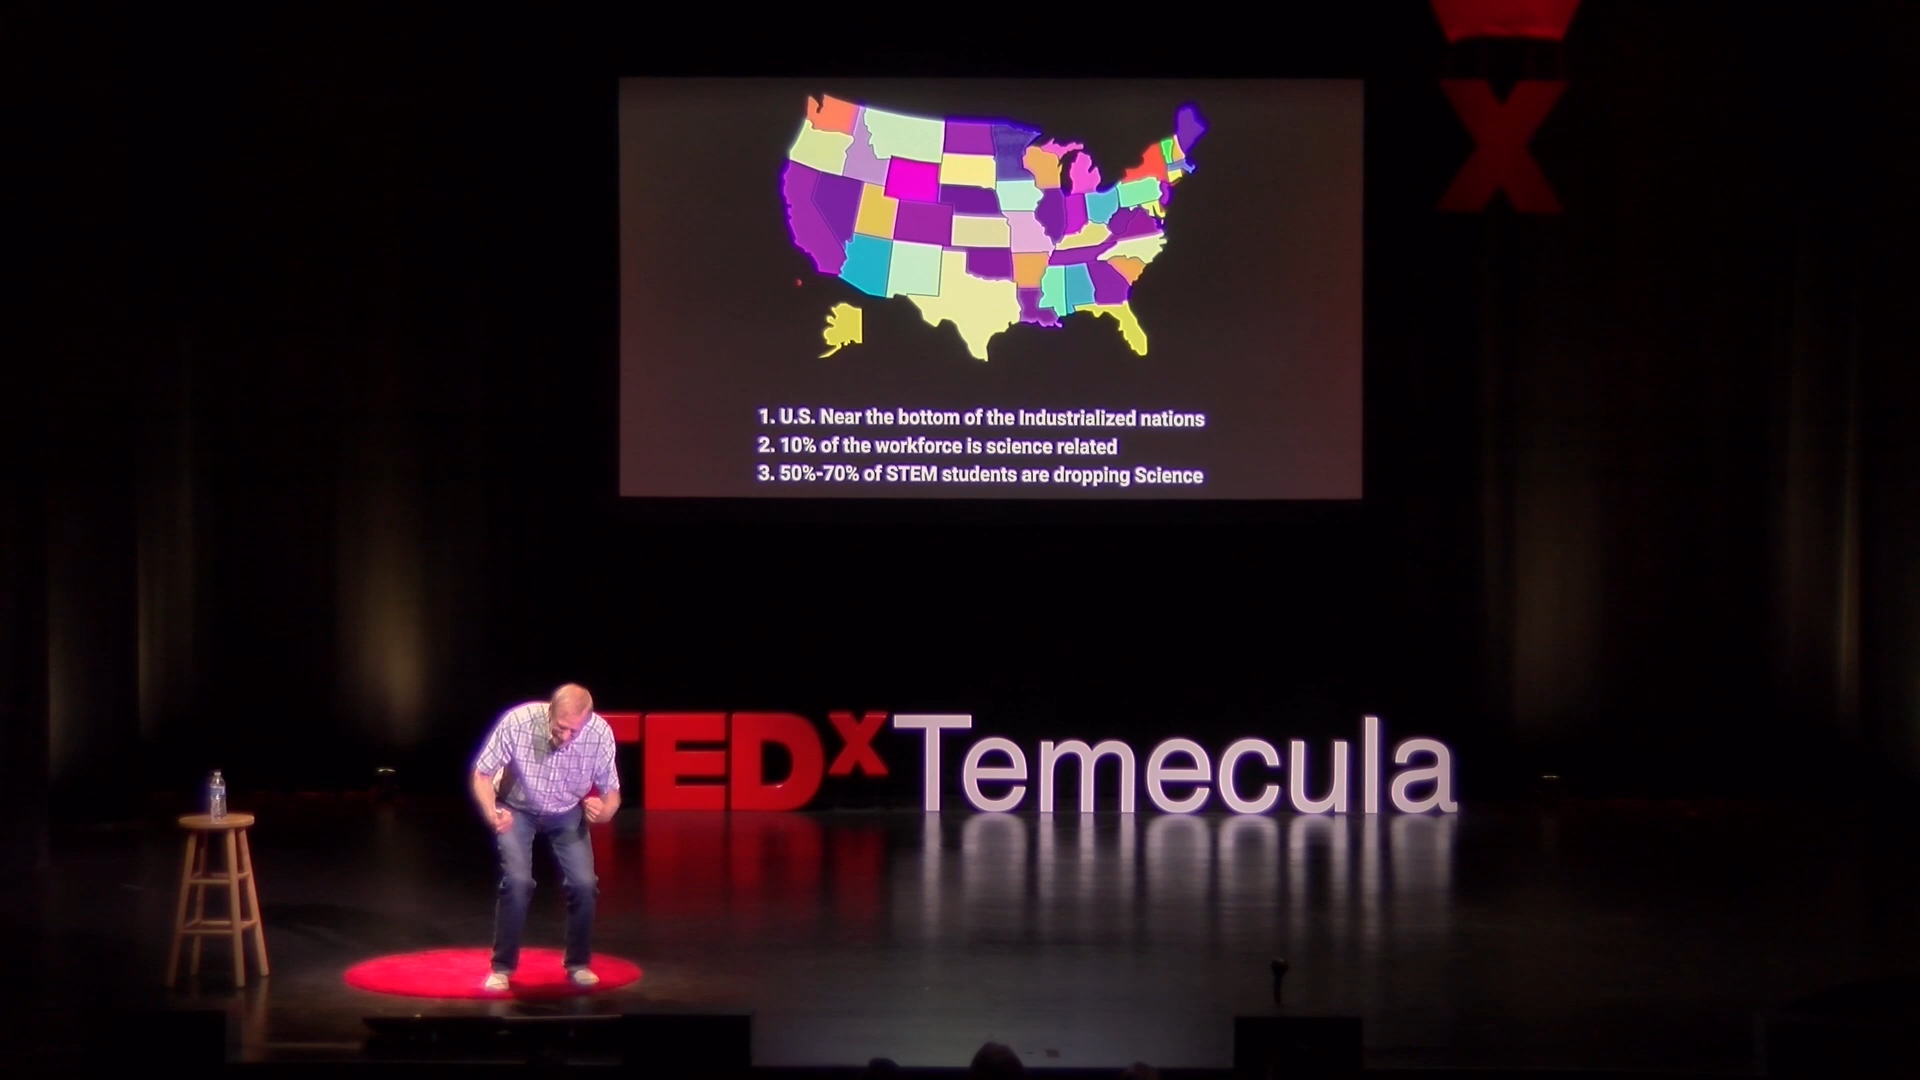 X
1. U.S. Near the bottom of the Industrialized nations
2. 10% of the workforce is science related
3. 50%-70% of STEM students are dropping Science
TEDx Temecula